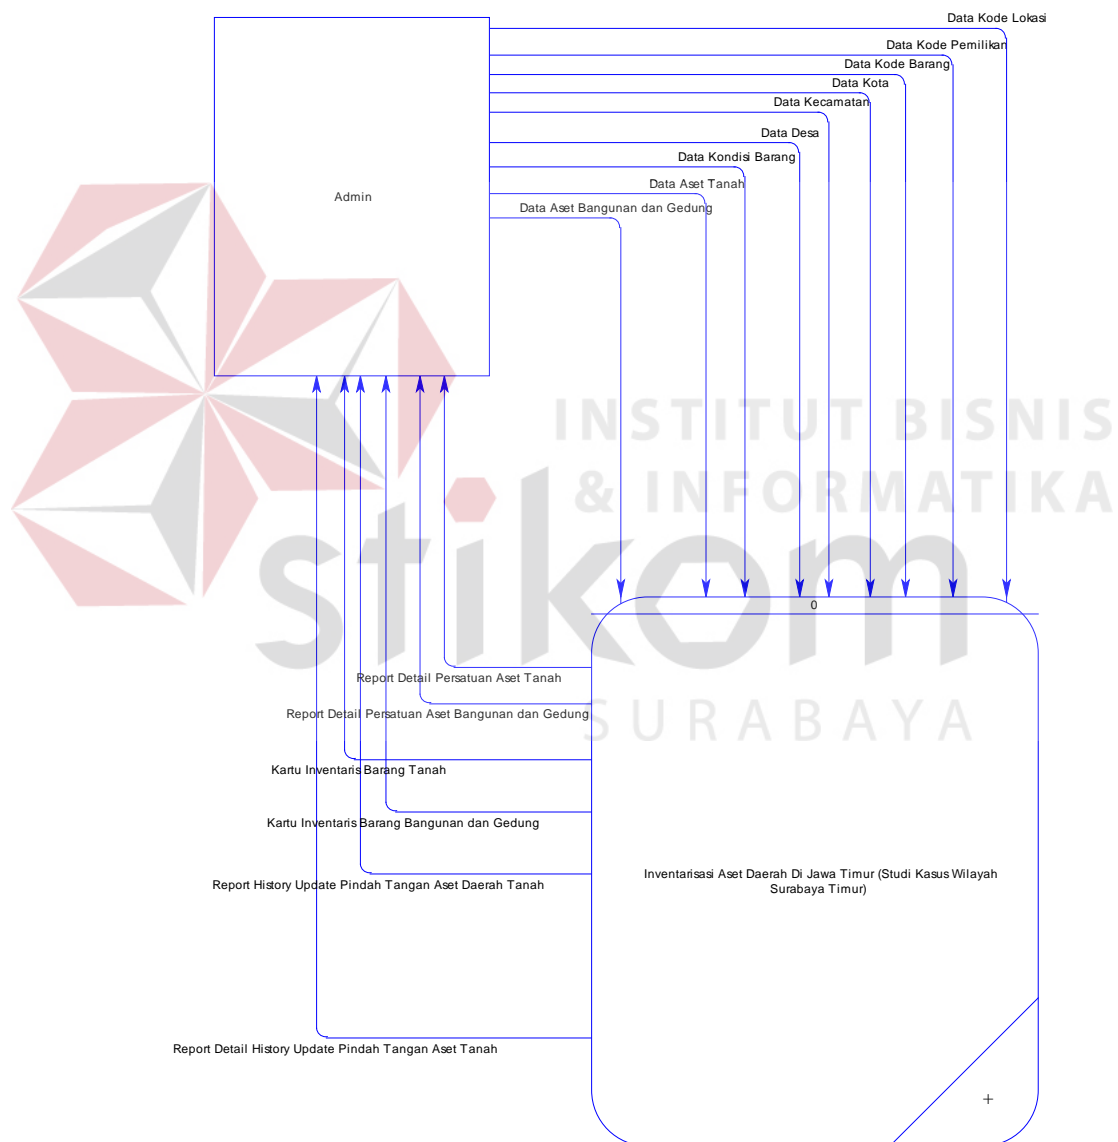 Data Kode Lokasi
Data Kode Pemilikan
Data Kode Barang
Data Kota
Data Kecamatan
Data Desa
Data Kondisi Barang
Data Aset Tanah
Admin
Data Aset Bangunan dan Gedung
INSTITUT BISNIS
& INFORMATIKA
stikom
SURABAYA
0
Report Detail Persatuan Aset Tanah
Report Detail Persatuan Aset Bangunan dan Gedung
Kartu Inventaris Barang Tanah
Kartu Inventaris Barang Bangunan dan Gedung
Inventarisasi Aset Daerah Di Jawa Timur (Studi Kasus Wilayah
Surabaya Timur)
Report History Update Pindah Tangan Aset Daerah Tanah
Report Detail History Update Pindah Tangan Aset Tanah
+